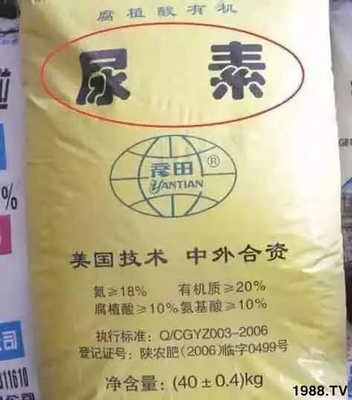 腐植酸有机
尿素
®
YANTIAN
美国技术 中外合资
氮≥18% 有机质≥20%
腐植酸≥10% 氨基酸≥10%
执行标准: Q/CGYZ003-2006
登记证号: 陕农肥(2006)临字0499号
净含量: (40±0.4)kg
%
公司
811610
1988.TV